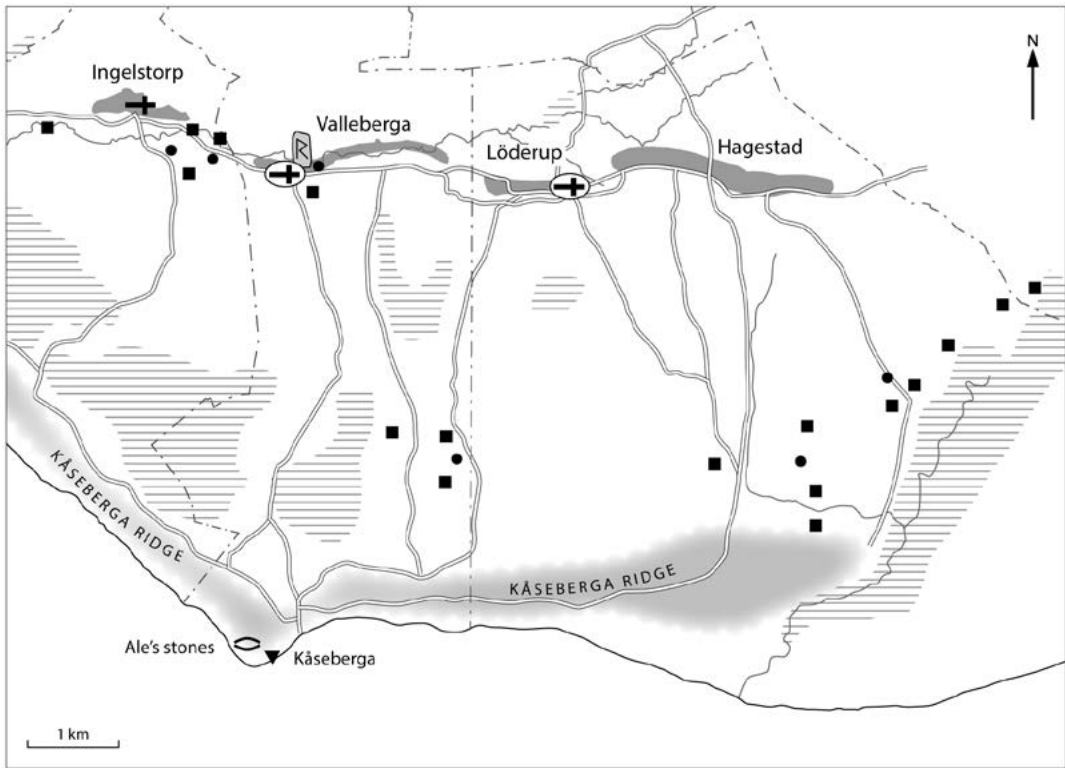 N
Ingelstorp
Valleberga
Löderup
Hagestad
KÅSEBERGA RIDGE
KÅSEBERGA RIDGE
Ale's stones
Kåseberga
1 km